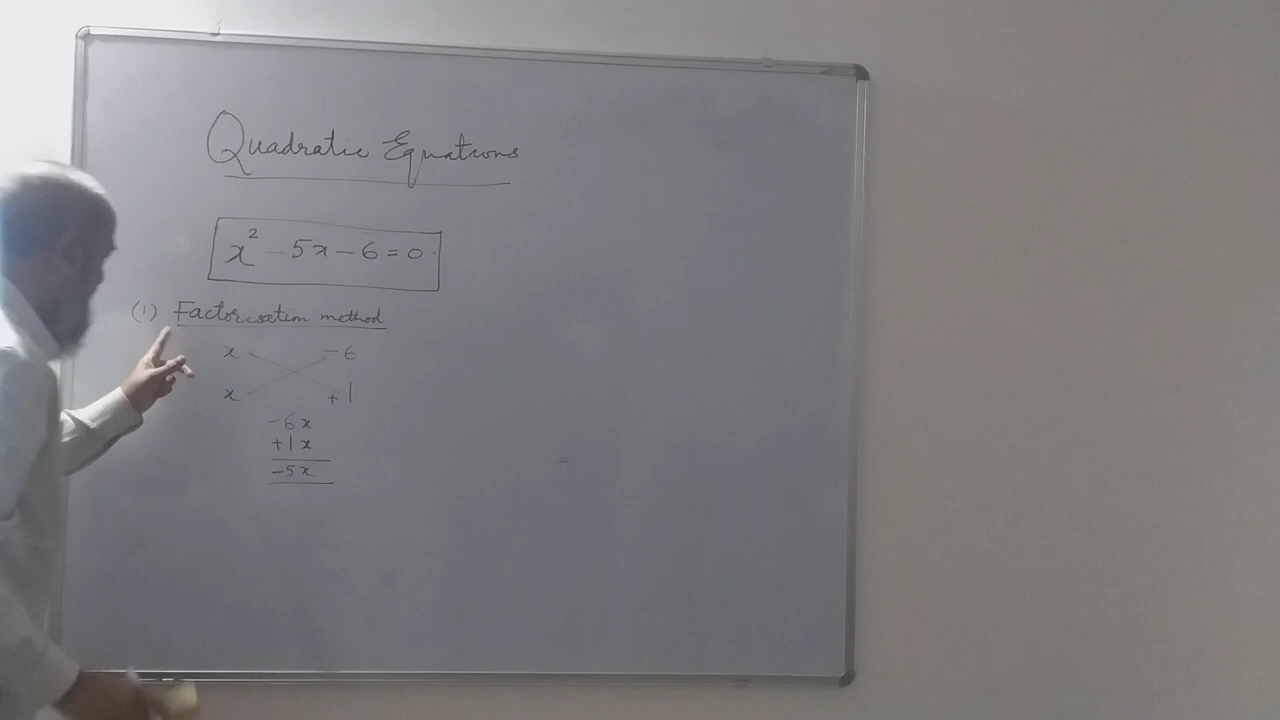 Quadratic Equations
x² - 5x - 6 = 0
(1) Factorisation method
x -6
x +1
-6x
+1x
-5x
=